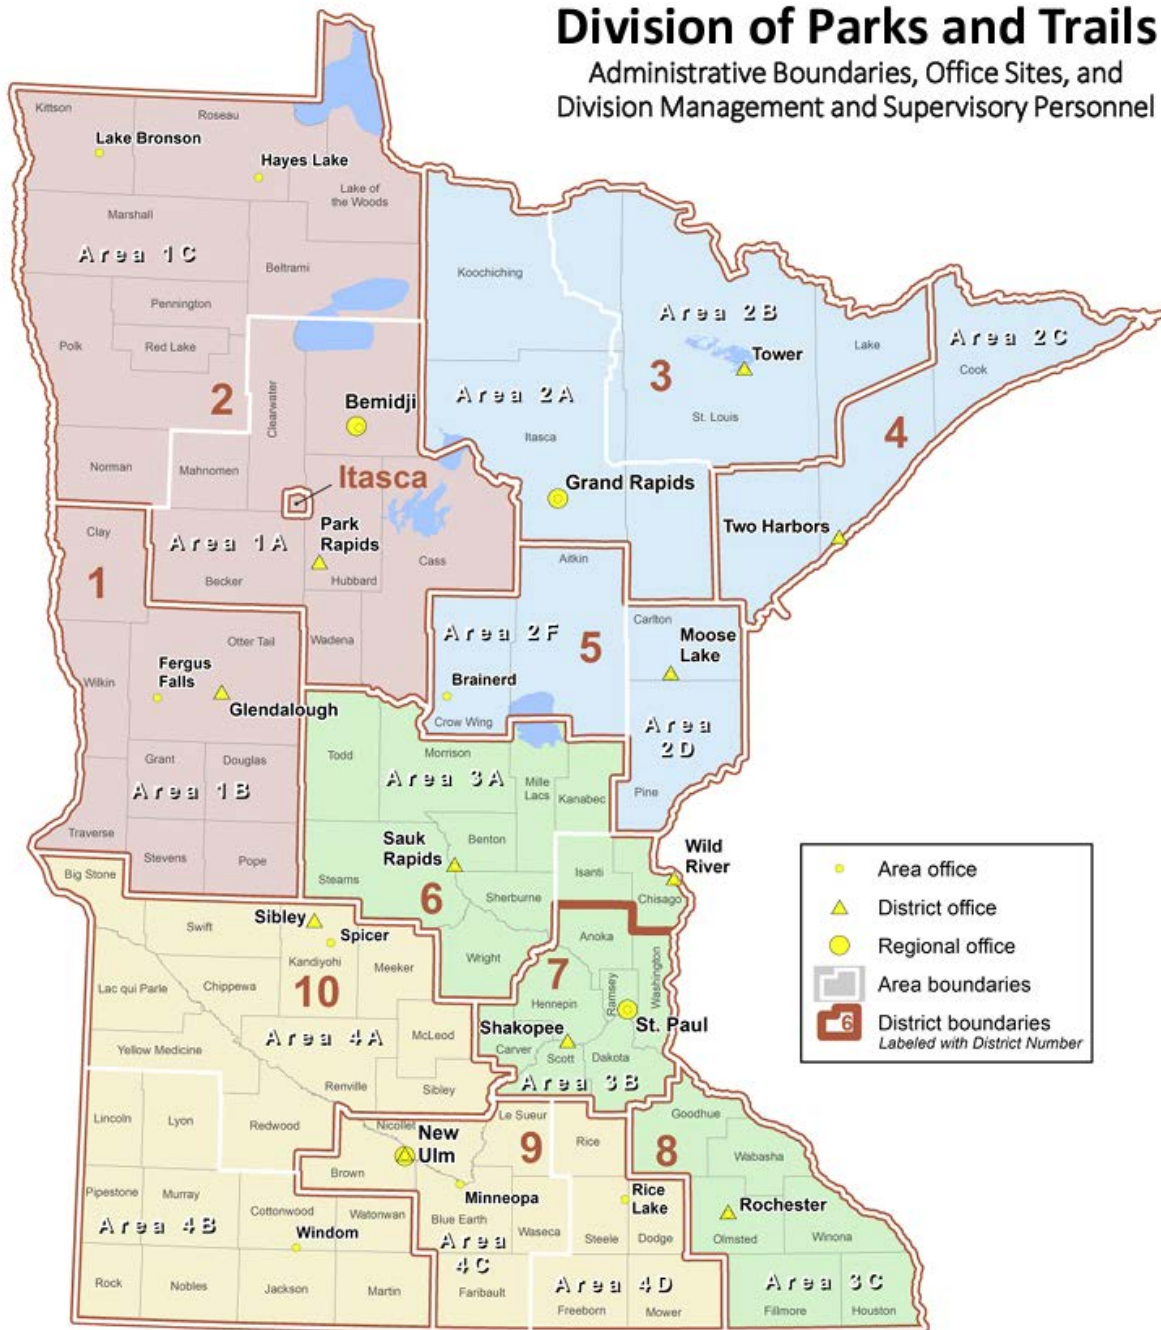 Division of Parks and Trails
Administrative Boundaries, Office Sites, and
Division Management and Supervisory Personnel
Kittson
Roseau
Lake Bronson
Hayes Lake
Lake of
the Woods
Marshall
Area 1C
Beltrami
Koochiching
Pennington
Polk
Red Lake
Area 2B
Area 2C
Lake
Tower
Cook
2
Clearwater
Bemidji
Area 2A
3
St. Louis
4
Itasca
Norman
Mahnomen
Itasca
Grand Rapids
Two Harbors
Clay
Area 1A
Park
Rapids
Becker
Hubbard
Cass
Aitkin
1
Wadena
Otter Tail
Area 2F
5
Carlton
Moose
Lake
Wilkin
Fergus
Falls
Glendalough
Brainerd
Crow Wing
Area
2D
Pine
Grant
Douglas
Area 1B
Traverse
Stevens
Pope
Todd
Morrison
Area 3A
Mille
Lacs
Kanabec
Benton
Sauk
Rapids
Stearns
6
Sherburne
Wright
Isanti
Wild
River
Chisago
Big Stone
Swift
Sibley
Spicer
Kandiyohi
Meeker
Lac qui Parle
Chippewa
10
Anoka
7
Washington
Ramsey
Hennepin
St. Paul
Shakopee
Carver
Scott
Dakota
Area 3B
Area 4A
McLeod
Yellow Medicine
Renville
Sibley
Lincoln
Lyon
Redwood
Nicollet
New
Ulm
Brown
Le Sueur
9
Rice
Goodhue
8
Wabasha
Pipestone
Murray
Cottonwood
Watonwan
Area 4B
Windom
Minneopa
Blue Earth
Area
4C
Waseca
Rice
Lake
Steele
Dodge
Rochester
Olmsted
Winona
Rock
Nobles
Jackson
Martin
Faribault
Area 4D
Freeborn
Mower
Area 3C
Fillmore
Houston
Area office
District office
Regional office
Area boundaries
6
District boundaries
Labeled with District Number